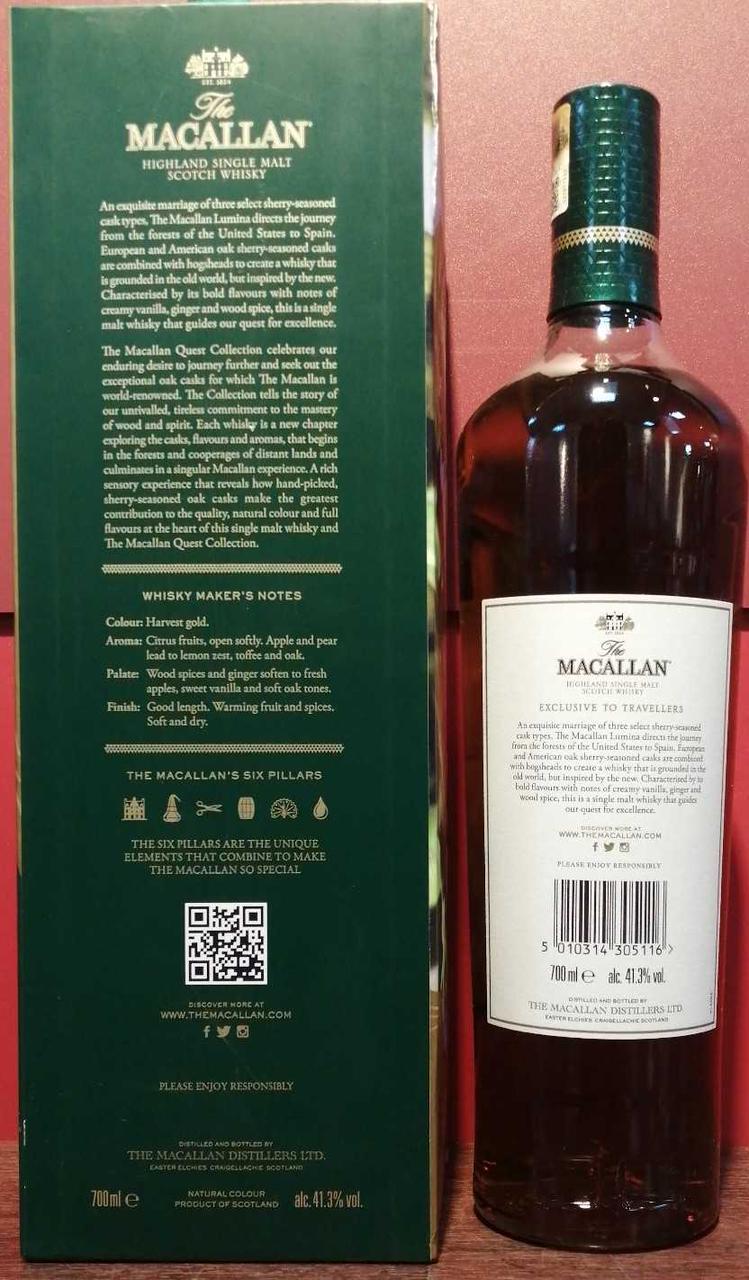 EST. 1824
The
MACALLAN
HIGHLAND SINGLE MALT
SCOTCH WHISKY
An exquisite marriage of three select sherry-seasoned
cask types, The Macallan Lumina directs the journey
from the forests of the United States to Spain.
European and American oak sherry-seasoned casks
are combined with hogsheads to create a whisky that
is grounded in the old world, but inspired by the new.
Characterised by its bold flavours with notes of
creamy vanilla, ginger and wood spice, this is a single
malt whisky that guides our quest for excellence.
The Macallan Quest Collection celebrates our
enduring desire to journey further and seek out the
exceptional oak casks for which The Macallan is
world-renowned. The Collection tells the story of
our unrivalled, tireless commitment to the mastery
of wood and spirit. Each whisky is a new chapter
exploring the casks, flavours and aromas, that begins
in the forests and cooperages of distant lands and
culminates in a singular Macallan experience. A rich
sensory experience that reveals how hand-picked,
sherry-seasoned oak casks make the greatest
contribution to the quality, natural colour and full
flavours at the heart of this single malt whisky and
The Macallan Quest Collection.
WHISKY MAKER'S NOTES
Colour: Harvest gold.
Aroma: Citrus fruits, open softly. Apple and pear
lead to lemon zest, toffee and oak.
Palate: Wood spices and ginger soften to fresh
apples, sweet vanilla and soft oak tones.
Finish: Good length. Warming fruit and spices.
Soft and dry.
THE MACALLAN'S SIX PILLARS
THE SIX PILLARS ARE THE UNIQUE
ELEMENTS THAT COMBINE TO MAKE
THE MACALLAN SO SPECIAL
DISCOVER MORE AT
WWW.THEMACALLAN.COM
PLEASE ENJOY RESPONSIBLY
DISTILLED AND BOTTLED BY
THE MACALLAN DISTILLERS LTD.
EASTER ELCHIES CRAIGELLACHIE SCOTLAND
700 ml e NATURAL COLOUR alc. 41.3% vol.
PRODUCT OF SCOTLAND
EST. 1824
The
MACALLAN
HIGHLAND SINGLE MALT
SCOTCH WHISKY
EXCLUSIVE TO TRAVELLERS
An exquisite marriage of three select sherry-seasoned
cask types, The Macallan Lumina directs the journey
from the forests of the United States to Spain. European
and American oak sherry-seasoned casks are combined
with hogsheads to create a whisky that is grounded in the
old world, but inspired by the new. Characterised by its
bold flavours with notes of creamy vanilla, ginger and
wood spice, this is a single malt whisky that guides
our quest for excellence.
DISCOVER MORE AT
WWW.THEMACALLAN.COM
PLEASE ENJOY RESPONSIBLY
5 010314 305116 >
700 ml e alc. 41.3% vol.
DISTILLED AND BOTTLED BY
THE MACALLAN DISTILLERS LTD.
EASTER ELCHIES CRAIGELLACHIE SCOTLAND